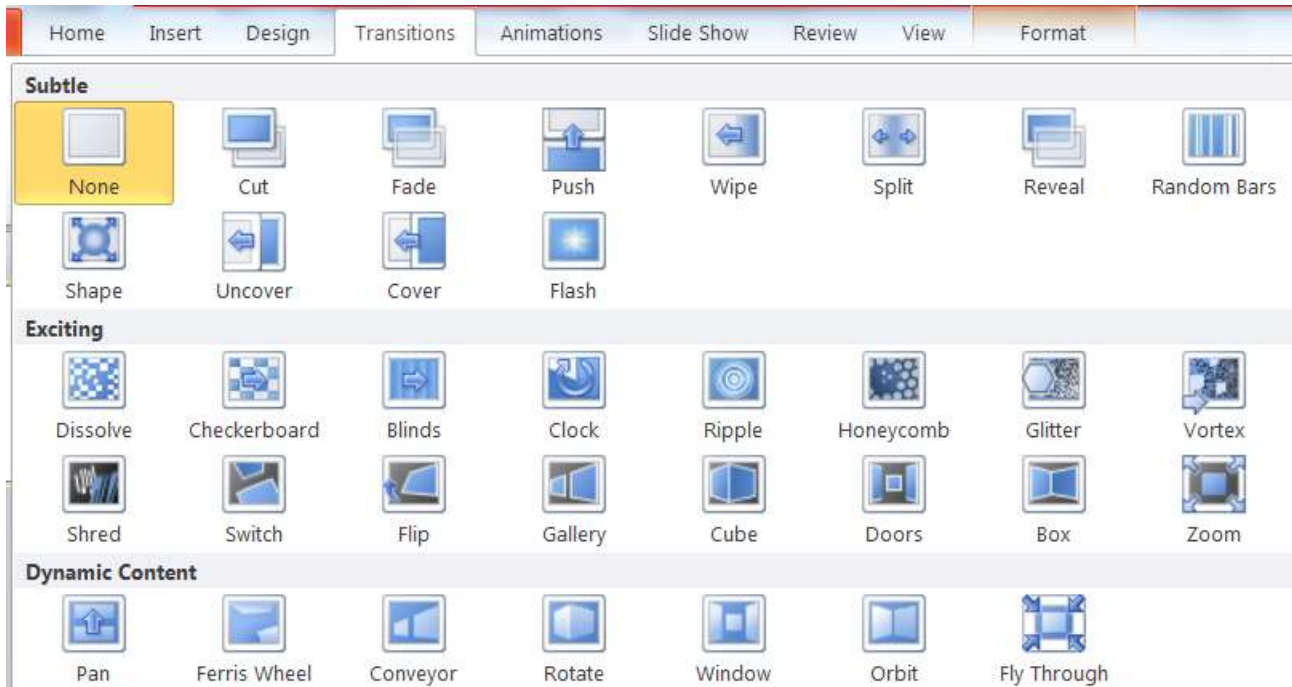 Home Insert Design Transitions Animations Slide Show Review View Format
Subtle
None Cut Fade Push Wipe Split Reveal Random Bars
Shape Uncover Cover Flash
Exciting
Dissolve Checkerboard Blinds Clock Ripple Honeycomb Glitter Vortex
Shred Switch Flip Gallery Cube Doors Box Zoom
Dynamic Content
Pan Ferris Wheel Conveyor Rotate Window Orbit Fly Through